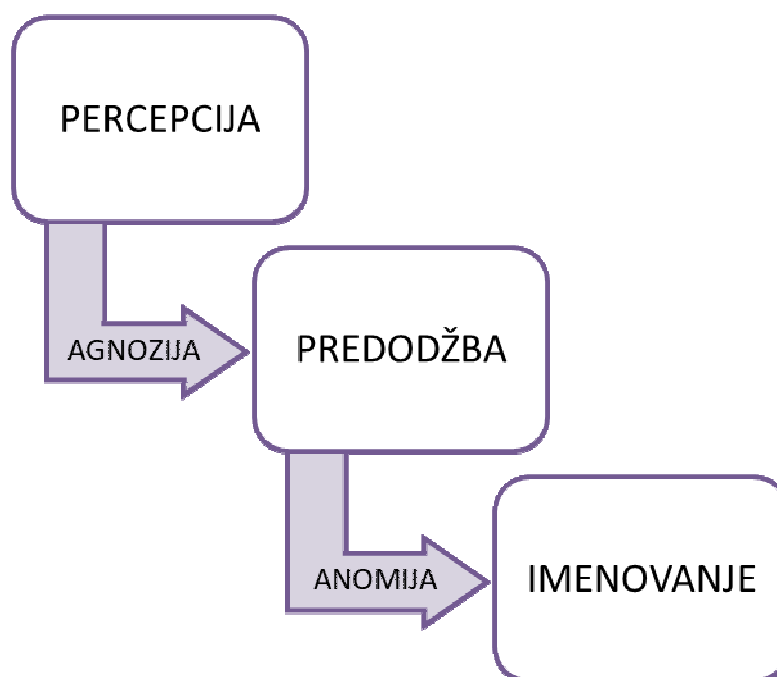 PERCEPCIJA
AGNOZIJA
PREDODŽBA
ANOMIJA
IMENOVANJE